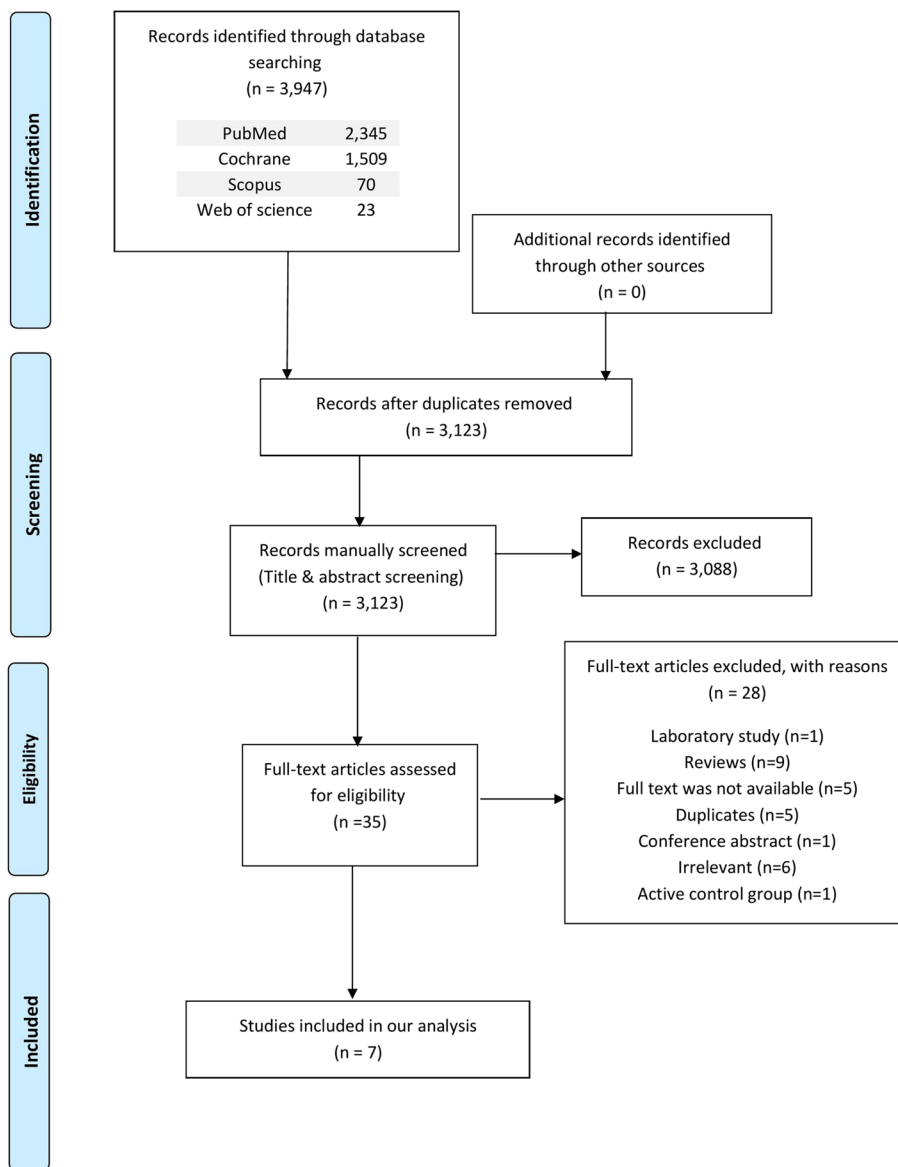 Identification
Records identified through database
searching
(n = 3,947)
PubMed 2,345
Cochrane 1,509
Scopus 70
Web of science 23
Additional records identified
through other sources
(n = 0)
Screening
Records after duplicates removed
(n = 3,123)
Records manually screened
(Title & abstract screening)
(n = 3,123)
Records excluded
(n = 3,088)
Eligibility
Full-text articles assessed
for eligibility
(n =35)
Full-text articles excluded, with reasons
(n = 28)
Laboratory study (n=1)
Reviews (n=9)
Full text was not available (n=5)
Duplicates (n=5)
Conference abstract (n=1)
Irrelevant (n=6)
Active control group (n=1)
Included
Studies included in our analysis
(n = 7)